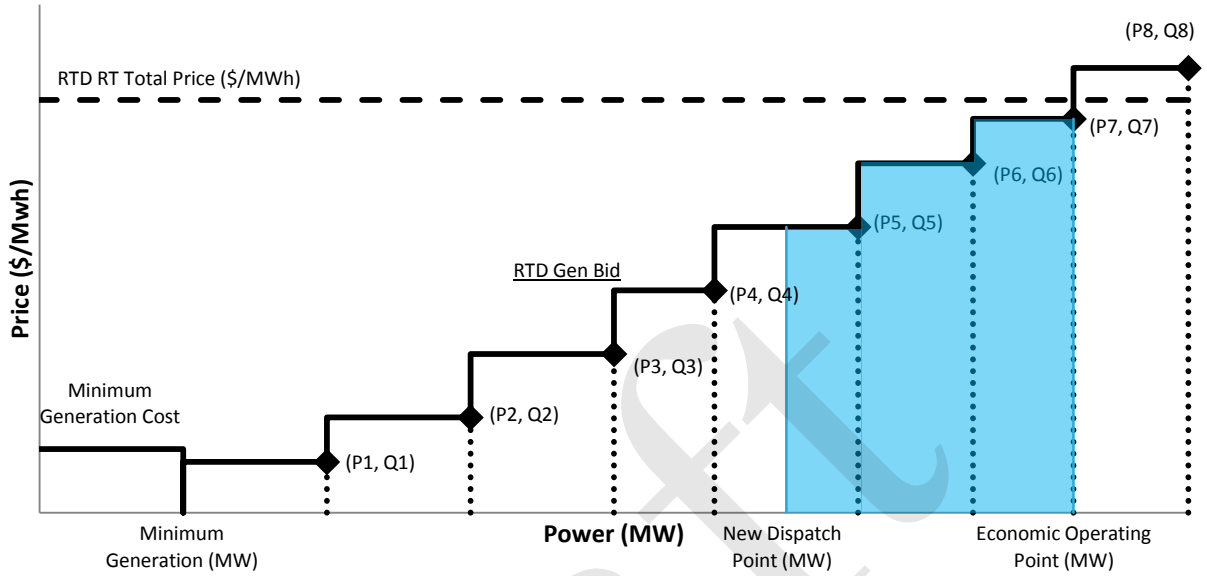 (P8, Q8)
RTD RT Total Price ($/MWh)
(P7, Q7)
(P6, Q6)
(P5, Q5)
RTD Gen Bid
(P4, Q4)
Price ($/Mwh)
(P3, Q3)
Minimum
Generation Cost
(P2, Q2)
(P1, Q1)
Minimum
Generation (MW)
Power (MW)
New Dispatch
Point (MW)
Economic Operating
Point (MW)